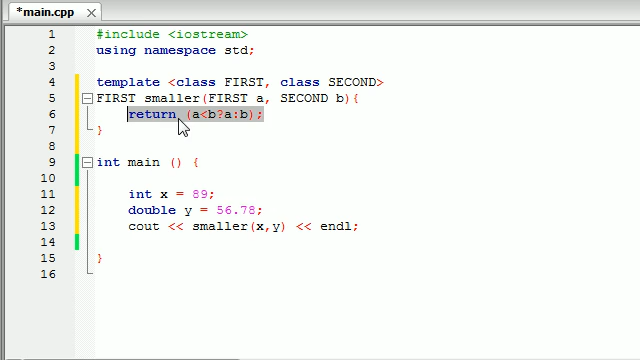 *main.cpp
1 #include <iostream>
2 using namespace std;
3
4 template <class FIRST, class SECOND>
5 FIRST smaller(FIRST a, SECOND b){
6 return (a<b?a:b);
7 }
8
9 int main () {
10
11 int x = 89;
12 double y = 56.78;
13 cout << smaller(x,y) << endl;
14
15 }
16